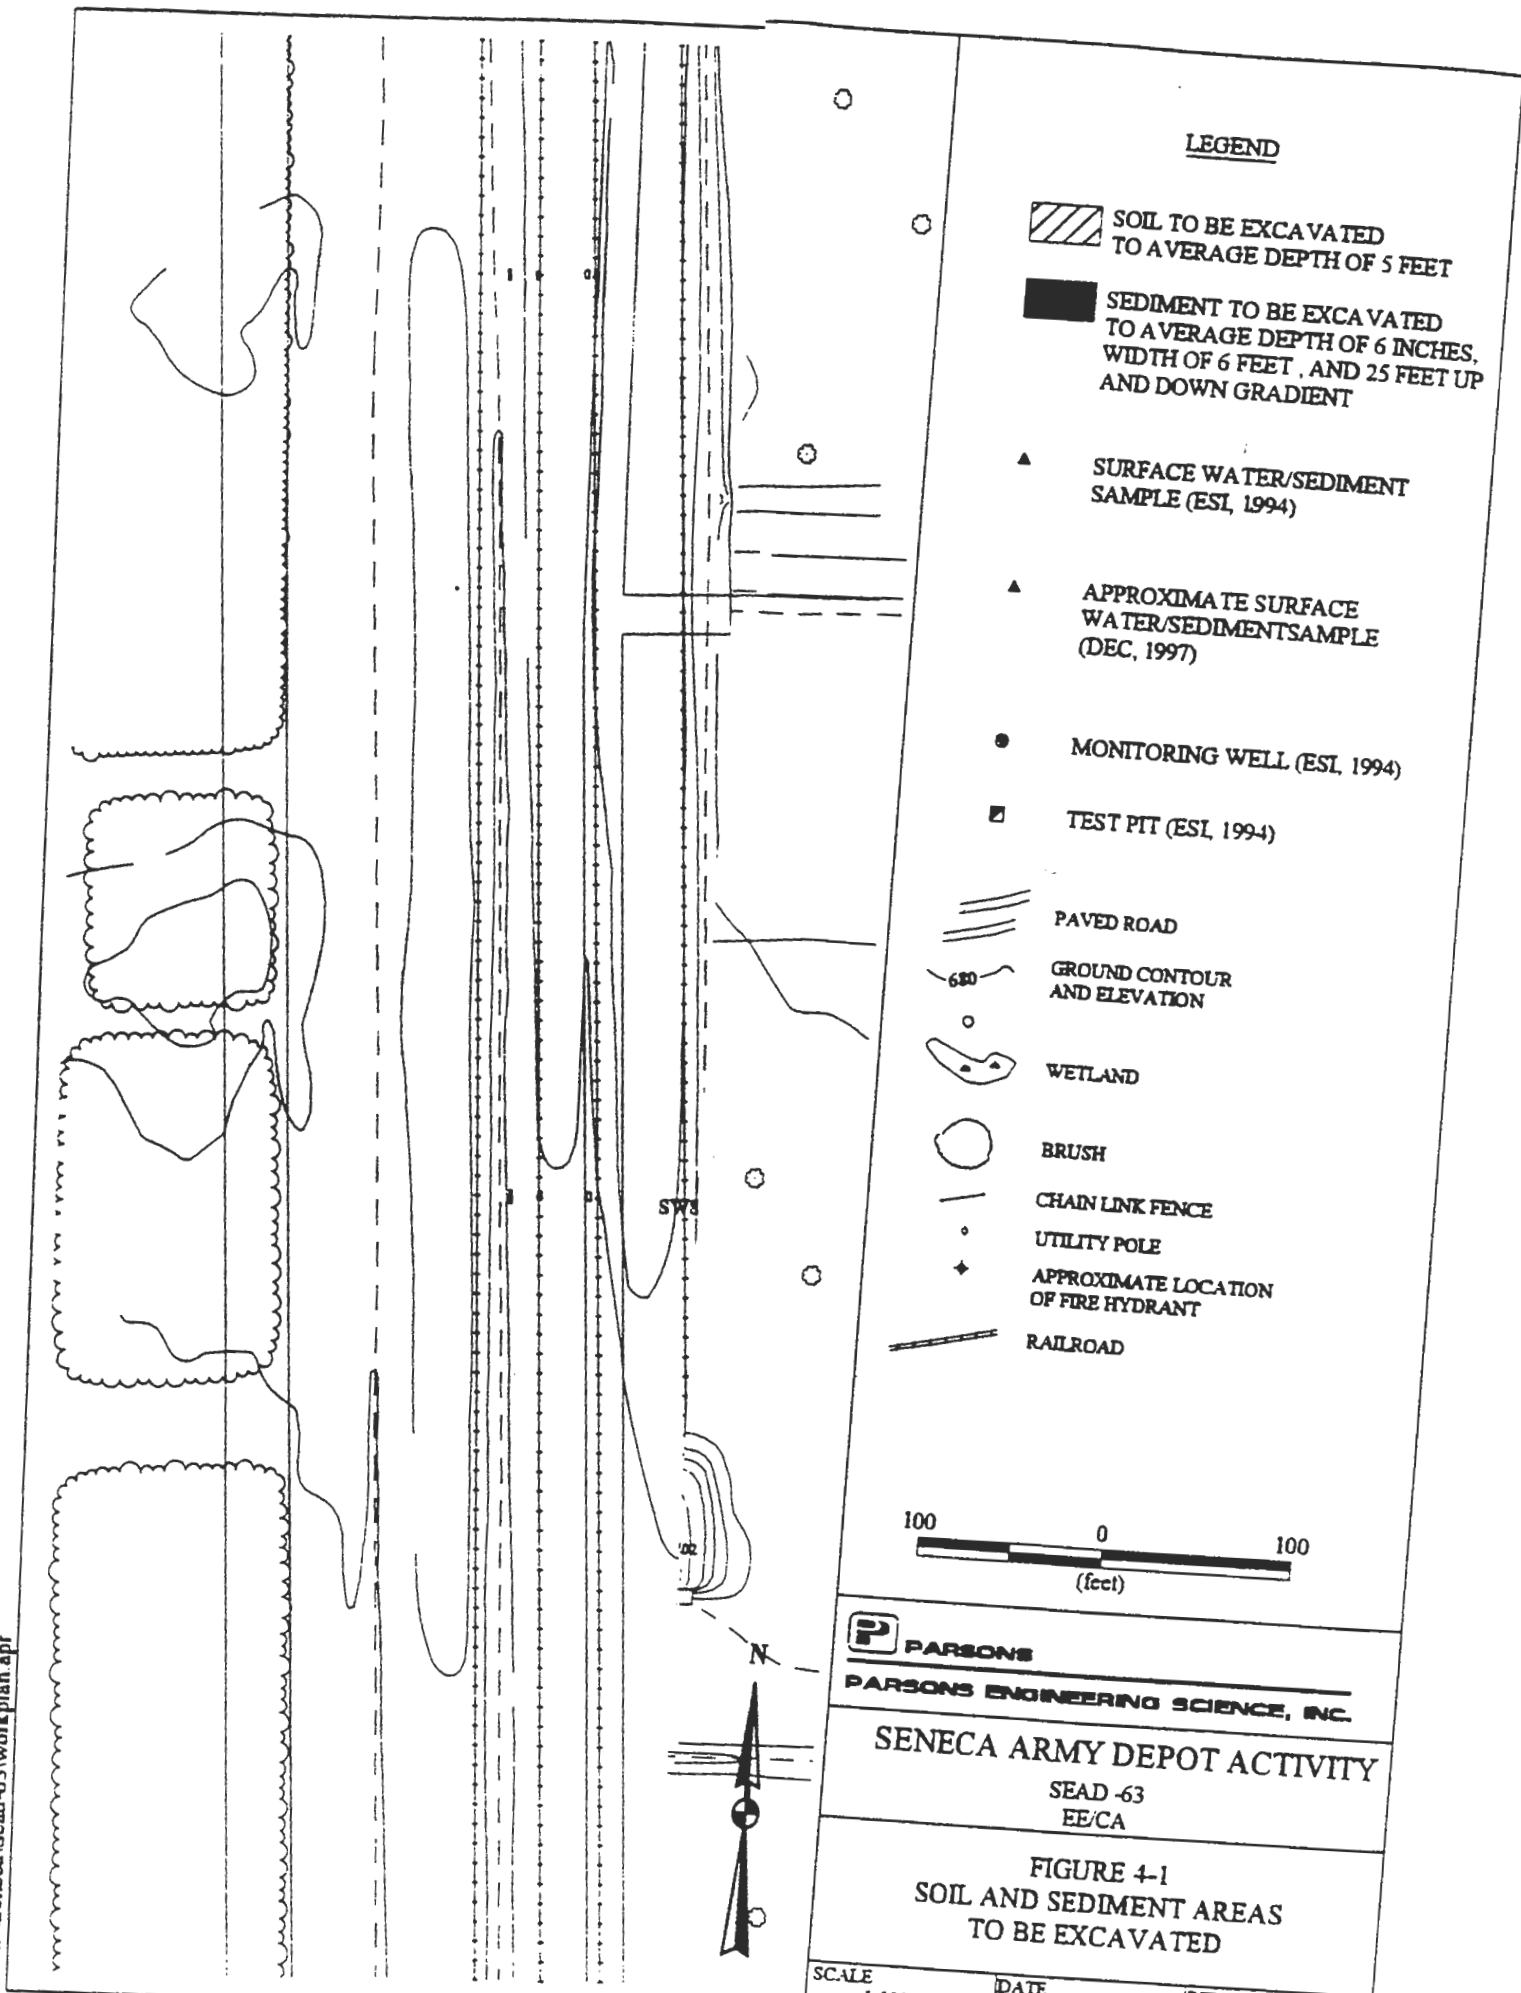 LEGEND
SOIL TO BE EXCAVATED
TO AVERAGE DEPTH OF 5 FEET
SEDIMENT TO BE EXCAVATED
TO AVERAGE DEPTH OF 6 INCHES,
WIDTH OF 6 FEET , AND 25 FEET UP
AND DOWN GRADIENT
SURFACE WATER/SEDIMENT
SAMPLE (ESI, 1994)
APPROXIMATE SURFACE
WATER/SEDIMENTSAMPLE
(DEC, 1997)
MONITORING WELL (ESI, 1994)
TEST PIT (ESI, 1994)
PAVED ROAD
680
GROUND CONTOUR
AND ELEVATION
WETLAND
BRUSH
CHAIN LINK FENCE
UTILITY POLE
APPROXIMATE LOCATION
OF FIRE HYDRANT
RAILROAD
SW8
100 0 100
(feet)
N
P PARSONS
PARSONS ENGINEERING SCIENCE, INC.
SENECA ARMY DEPOT ACTIVITY
SEAD -63
EE/CA
FIGURE 4-1
SOIL AND SEDIMENT AREAS
TO BE EXCAVATED
SCALE
DATE